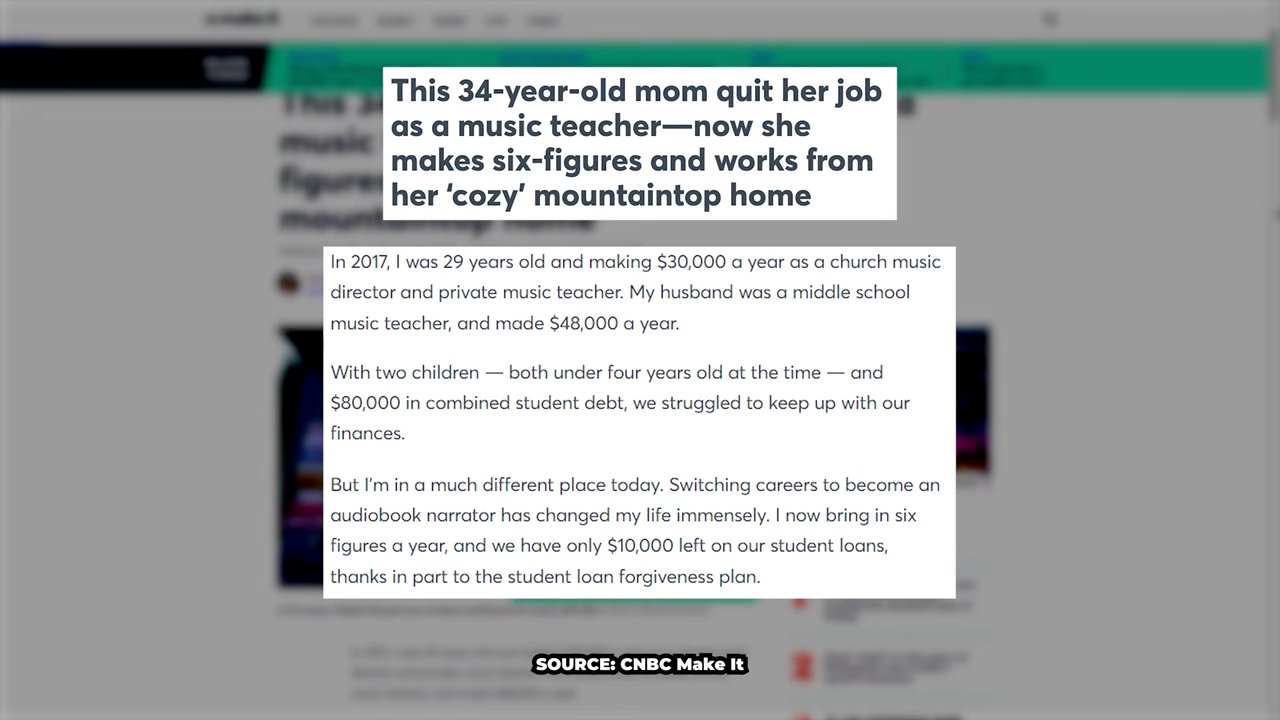 This 34-year-old mom quit her job
as a music teacher—now she
makes six-figures and works from
her ‘cozy’ mountaintop home
In 2017, I was 29 years old and making $30,000 a year as a church music
director and private music teacher. My husband was a middle school
music teacher, and made $48,000 a year.
With two children — both under four years old at the time — and
$80,000 in combined student debt, we struggled to keep up with our
finances.
But I’m in a much different place today. Switching careers to become an
audiobook narrator has changed my life immensely. I now bring in six
figures a year, and we have only $10,000 left on our student loans,
thanks in part to the student loan forgiveness plan.
SOURCE: CNBC Make It